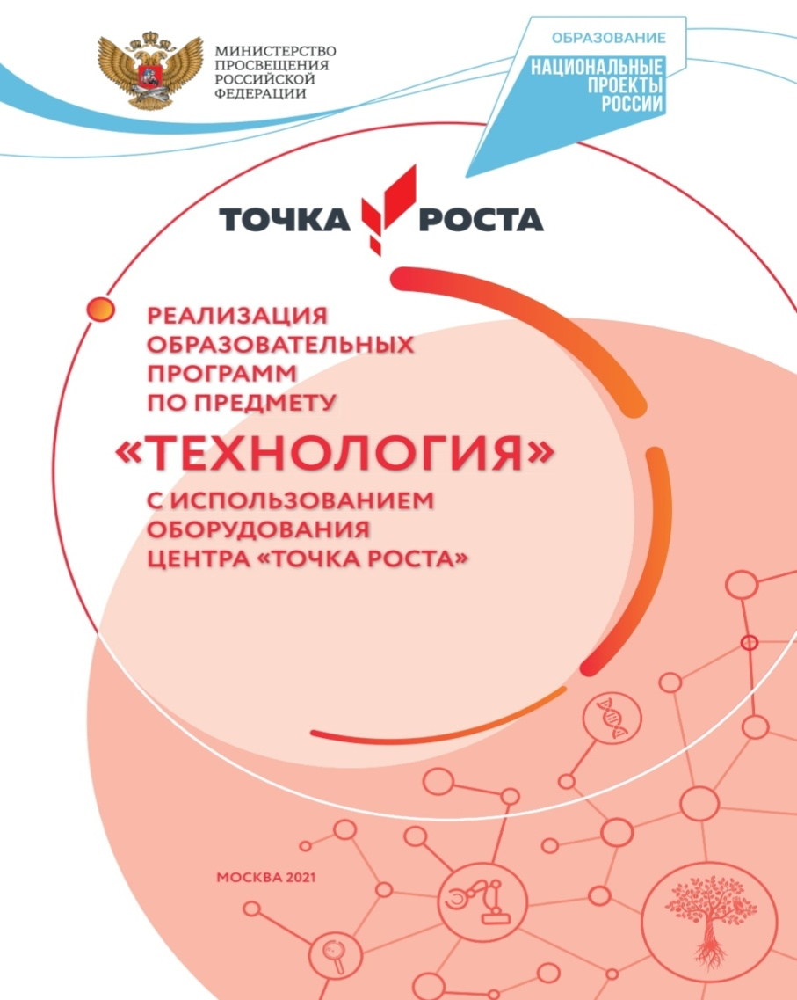 МИНИСТЕРСТВО
ПРОСВЕЩЕНИЯ
РОССИЙСКОЙ
ФЕДЕРАЦИИ
ОБРАЗОВАНИЕ
НАЦИОНАЛЬНЫЕ
ПРОЕКТЫ
РОССИИ
ТОЧКА РОСТА
РЕАЛИЗАЦИЯ
ОБРАЗОВАТЕЛЬНЫХ
ПРОГРАММ
ПО ПРЕДМЕТУ
«ТЕХНОЛОГИЯ»
С ИСПОЛЬЗОВАНИЕМ
ОБОРУДОВАНИЯ
ЦЕНТРА «ТОЧКА РОСТА»
МОСКВА 2021